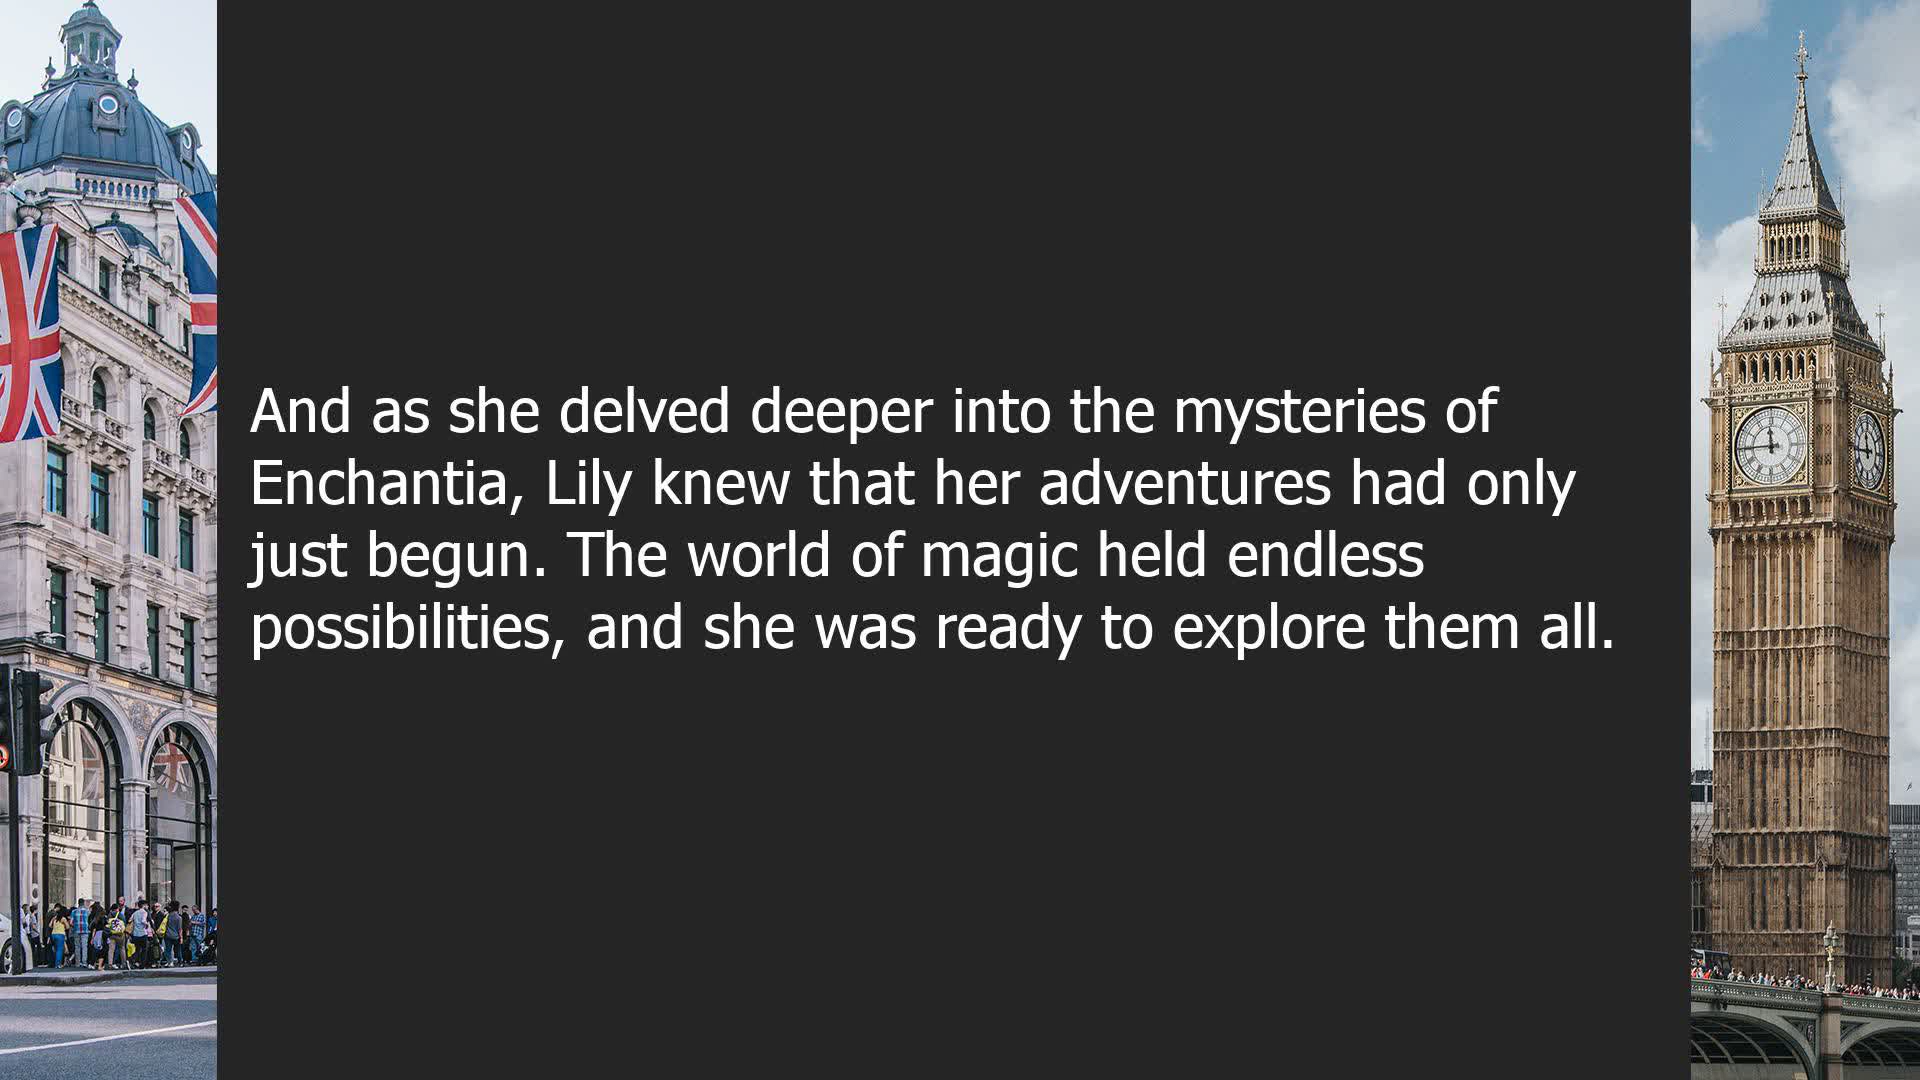 And as she delved deeper into the mysteries of
Enchantia, Lily knew that her adventures had only
just begun. The world of magic held endless
possibilities, and she was ready to explore them all.